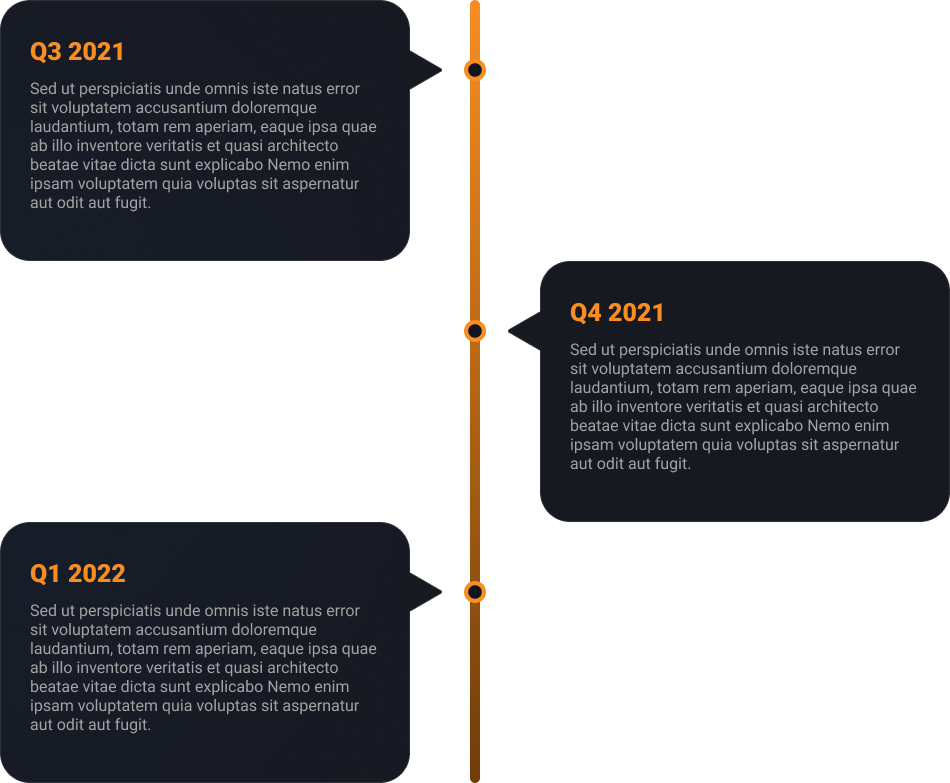 Q3 2021
Sed ut perspiciatis unde omnis iste natus error
sit voluptatem accusantium doloremque
laudantium, totam rem aperiam, eaque ipsa quae
ab illo inventore veritatis et quasi architecto
beatae vitae dicta sunt explicabo Nemo enim
ipsam voluptatem quia voluptas sit aspernatur
aut odit aut fugit.
Q4 2021
Sed ut perspiciatis unde omnis iste natus error
sit voluptatem accusantium doloremque
laudantium, totam rem aperiam, eaque ipsa quae
ab illo inventore veritatis et quasi architecto
beatae vitae dicta sunt explicabo Nemo enim
ipsam voluptatem quia voluptas sit aspernatur
aut odit aut fugit.
Q1 2022
Sed ut perspiciatis unde omnis iste natus error
sit voluptatem accusantium doloremque
laudantium, totam rem aperiam, eaque ipsa quae
ab illo inventore veritatis et quasi architecto
beatae vitae dicta sunt explicabo Nemo enim
ipsam voluptatem quia voluptas sit aspernatur
aut odit aut fugit.